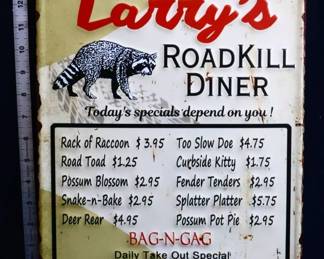 Larry's
ROADKILL
DINER
Today's specials depend on you!
Rack of Raccoon $3.95 Too Slow Doe $4.75
Road Toad $1.25 Curbside Kitty $1.75
Possum Blossom $2.95 Fender Tenders $2.95
Snake-n-Bake $2.95 Splatter Platter $5.75
Deer Rear $4.95 Possum Pot Pie $2.95
BAG-N-GAG
Daily Take Out Special